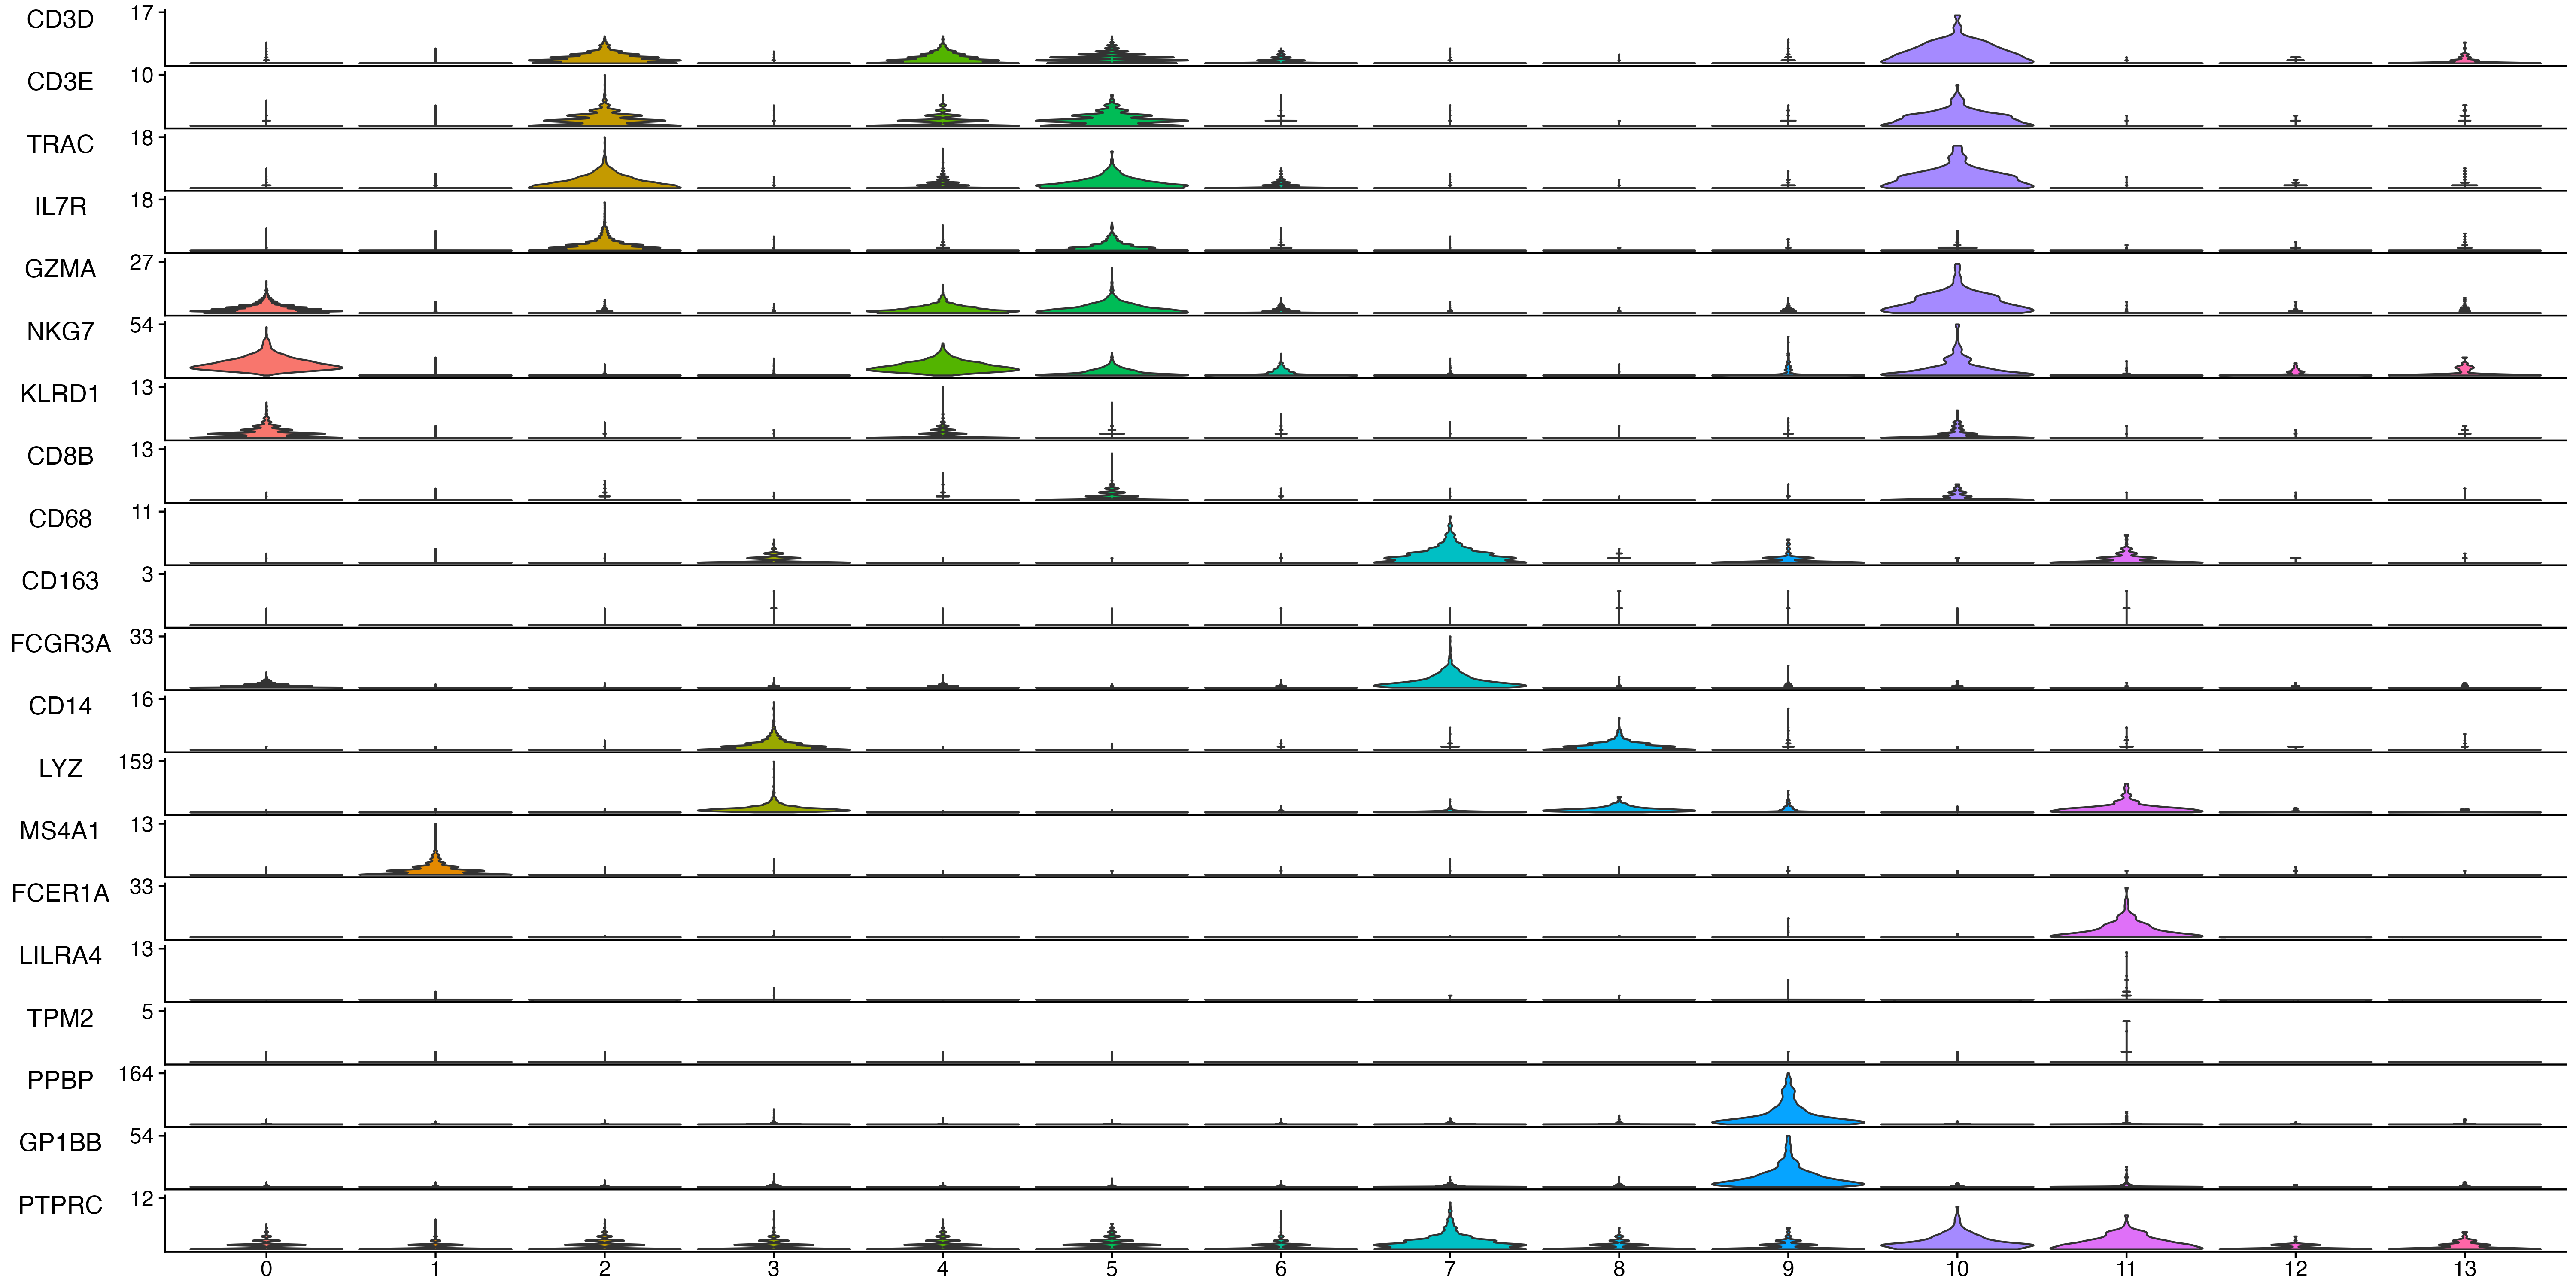 CD3D 17
CD3E 10
TRAC 18
IL7R 18
GZMA 27
NKG7 54
KLRD1 13
CD8B 13
CD68 11
CD163 3
FCGR3A 33
CD14 16
LYZ 159
MS4A1 13
FCER1A 33
LILRA4 13
TPM2 5
PPBP 164
GP1BB 54
PTPRC 12
0 1 2 3 4 5 6 7 8 9 10 11 12 13